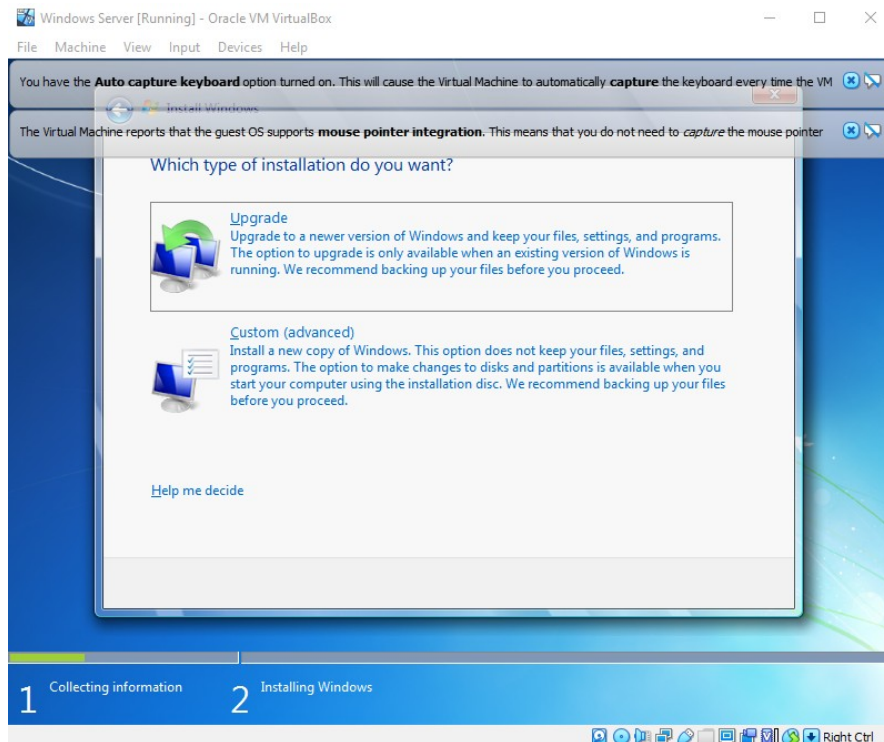 Windows Server [Running] - Oracle VM VirtualBox
File Machine View Input Devices Help
You have the Auto capture keyboard option turned on. This will cause the Virtual Machine to automatically capture the keyboard every time the VM
Install Windows
The Virtual Machine reports that the guest OS supports mouse pointer integration. This means that you do not need to capture the mouse pointer
Which type of installation do you want?
Upgrade
Upgrade to a newer version of Windows and keep your files, settings, and programs.
The option to upgrade is only available when an existing version of Windows is
running. We recommend backing up your files before you proceed.
Custom (advanced)
Install a new copy of Windows. This option does not keep your files, settings, and
programs. The option to make changes to disks and partitions is available when you
start your computer using the installation disc. We recommend backing up your files
before you proceed.
Help me decide
1 Collecting information 2 Installing Windows
Right Ctrl